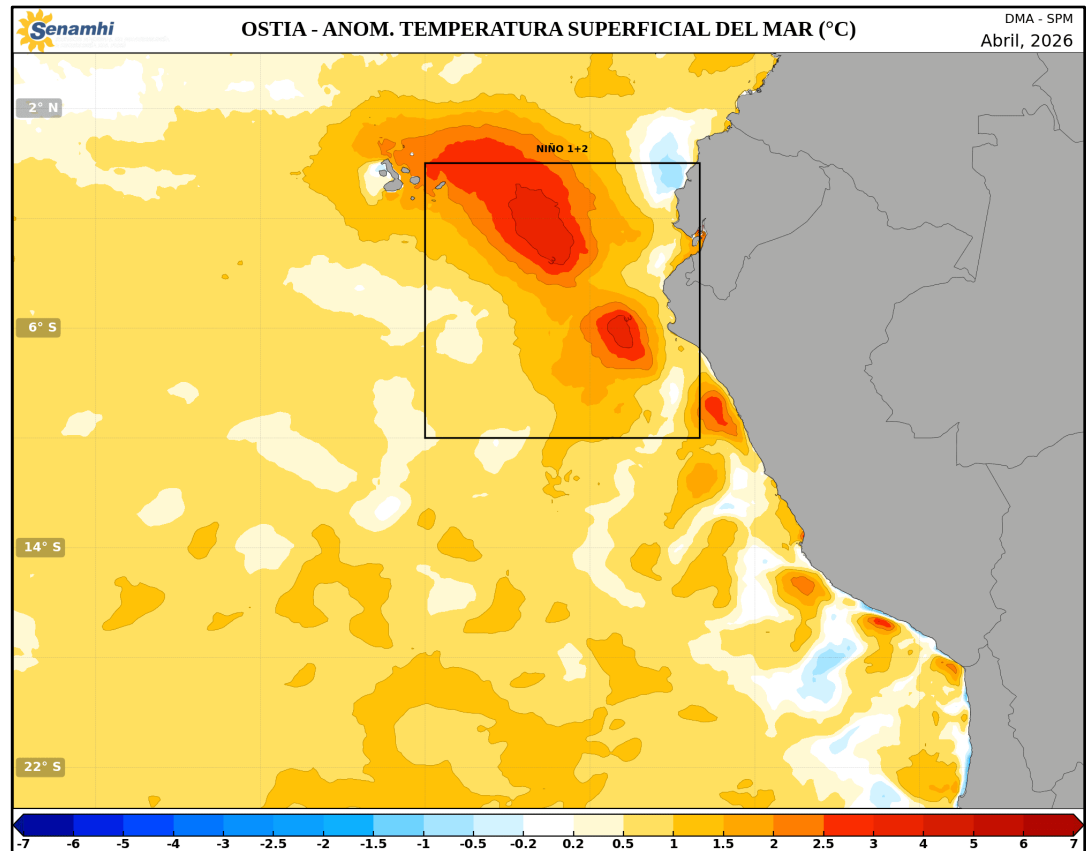 Senamhi
OSTIA - ANOM. TEMPERATURA SUPERFICIAL DEL MAR (°C)
DMA - SPM
Abril, 2026
2° N
NIÑO 1+2
6° S
14° S
22° S
-7 -6 -5 -4 -3 -2.5 -2 -1.5 -1 -0.5 -0.2 0.2 0.5 1 1.5 2 2.5 3 4 5 6 7